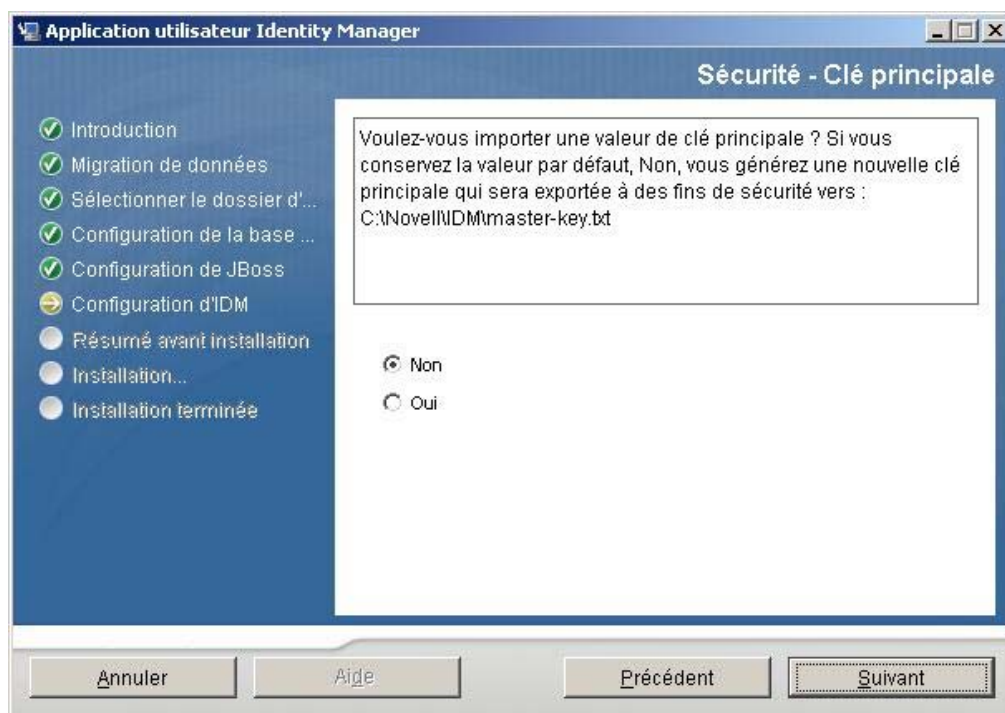 Application utilisateur Identity Manager
Sécurité - Clé principale
Introduction
Migration de données
Sélectionner le dossier d'...
Configuration de la base ...
Configuration de JBoss
Configuration d'IDM
Résumé avant installation
Installation...
Installation terminée
Voulez-vous importer une valeur de clé principale ? Si vous
conservez la valeur par défaut, Non, vous générez une nouvelle clé
principale qui sera exportée à des fins de sécurité vers :
C:\Novell\IDM\master-key.txt
Non
Oui
Annuler
Aide
Précédent
Suivant